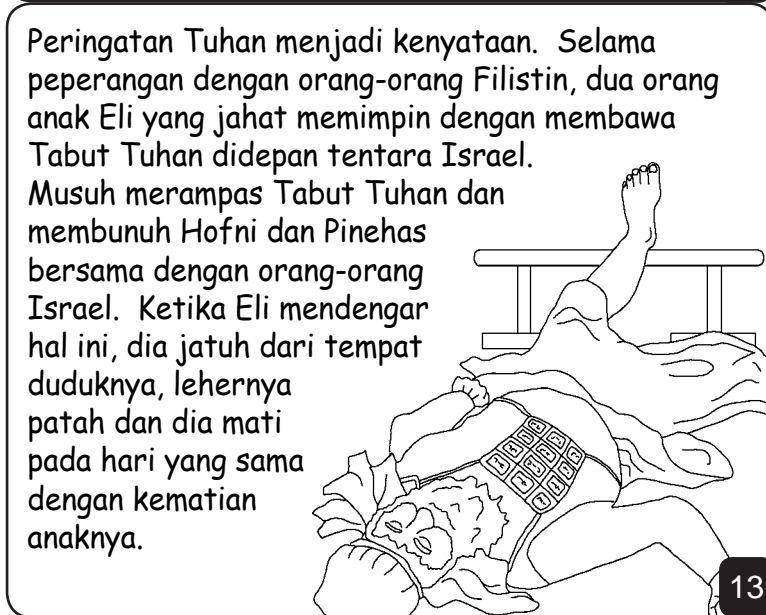 Peringatan Tuhan menjadi kenyataan.  Selama
peperangan dengan orang-orang Filistin, dua orang
anak Eli yang jahat memimpin dengan membawa
Tabut Tuhan didepan tentara Israel.
Musuh merampas Tabut Tuhan dan
membunuh Hofni dan Pinehas
bersama dengan orang-orang
Israel.  Ketika Eli mendengar
hal ini, dia jatuh dari tempat
duduknya, lehernya
patah dan dia mati
pada hari yang sama
dengan kematian
anaknya.
13